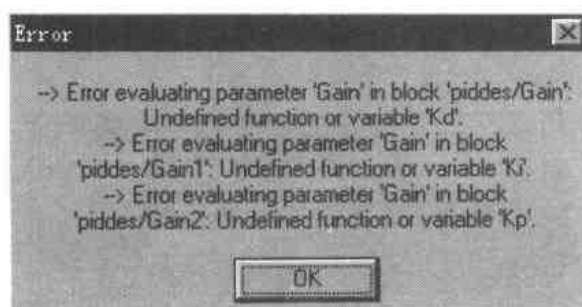 Error
--> Error evaluating parameter 'Gain' in block 'piddes/Gain':
Undefined function or variable 'Kd'.
--> Error evaluating parameter 'Gain' in block
'piddes/Gain1': Undefined function or variable 'Ki'.
--> Error evaluating parameter 'Gain' in block
'piddes/Gain2': Undefined function or variable 'Kp'.
OK